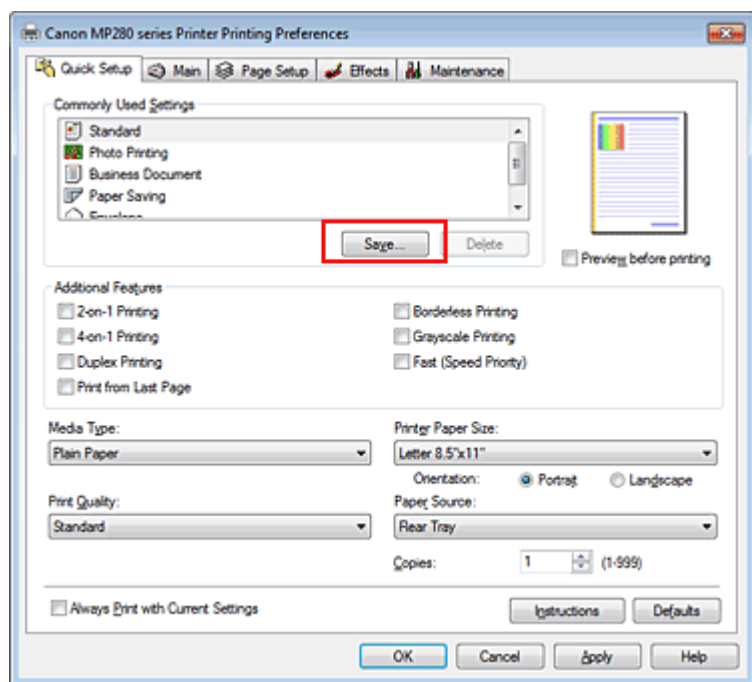 Canon MP280 series Printer Printing Preferences
Quick Setup Main Page Setup Effects Maintenance
Commonly Used Settings
Standard
Photo Printing
Business Document
Paper Saving
Envelope
Save... Delete
Preview before printing
Additional Features
2-on-1 Printing Borderless Printing
4-on-1 Printing Grayscale Printing
Duplex Printing Fast (Speed Priority)
Print from Last Page
Media Type: Printer Paper Size:
Plain Paper Letter 8.5"x11"
Orientation: Portrait Landscape
Print Quality: Paper Source:
Standard Rear Tray
Copies: 1 (1-999)
Always Print with Current Settings Instructions Defaults
OK Cancel Apply Help